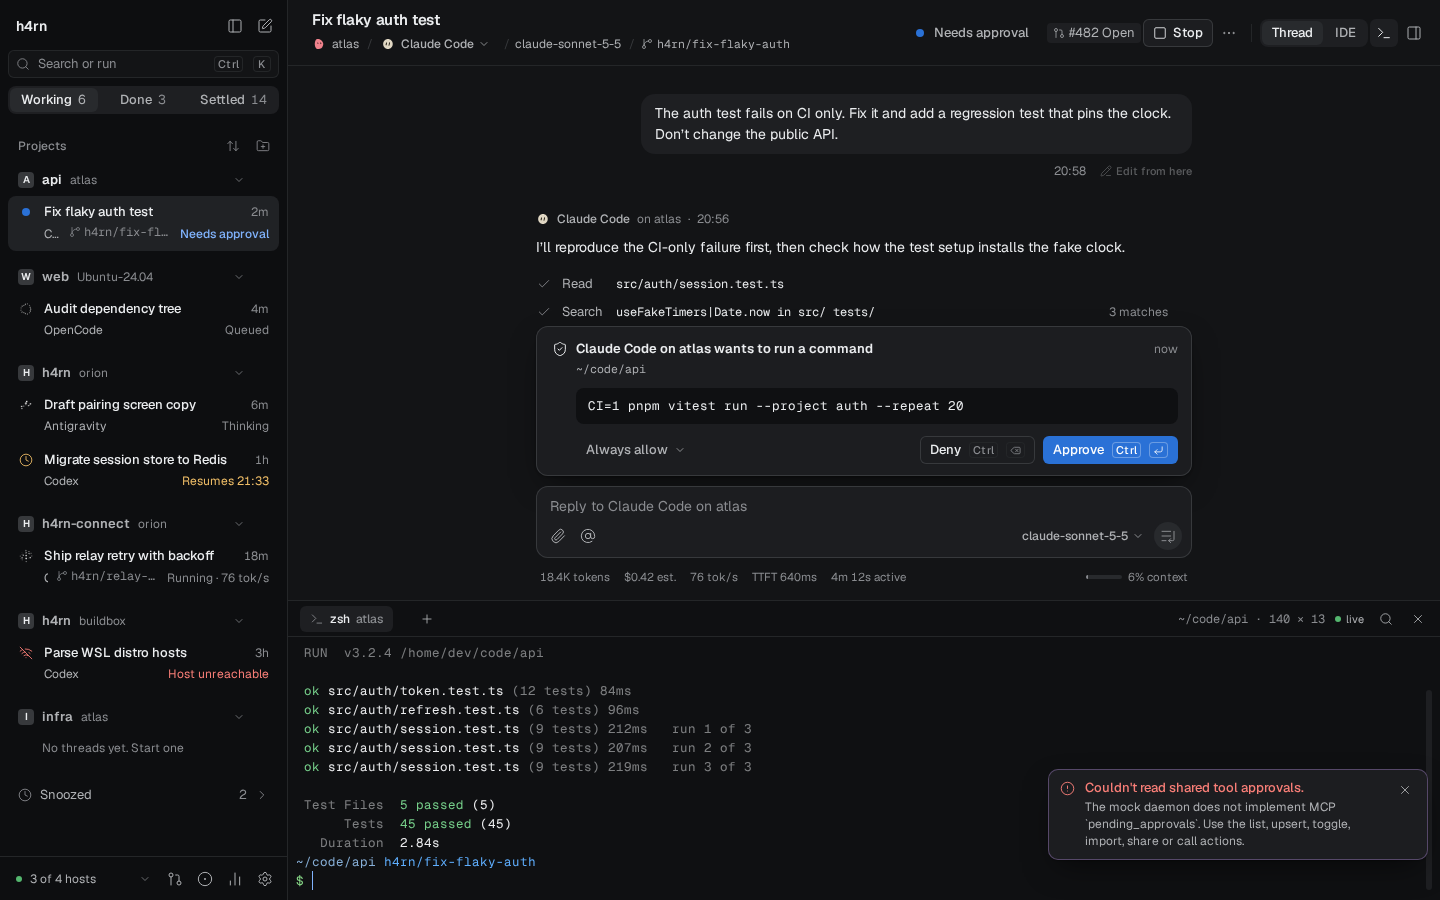 h4rn
Search or run Ctrl K
Working 6 Done 3 Settled 14
Projects
A api atlas
Fix flaky auth test 2m
C… h4rn/fix-fl… Needs approval
W web Ubuntu-24.04
Audit dependency tree 4m
OpenCode Queued
H h4rn orion
Draft pairing screen copy 6m
Antigravity Thinking
Migrate session store to Redis 1h
Codex Resumes 21:33
H h4rn-connect orion
Ship relay retry with backoff 18m
h4rn/relay-… Running · 76 tok/s
H h4rn buildbox
Parse WSL distro hosts 3h
Codex Host unreachable
I infra atlas
No threads yet. Start one
Snoozed 2
3 of 4 hosts
Fix flaky auth test
atlas / Claude Code / claude-sonnet-5-5 / h4rn/fix-flaky-auth
Needs approval #482 Open Stop ··· Thread IDE
The auth test fails on CI only. Fix it and add a regression test that pins the clock.
Don't change the public API.
20:58 Edit from here
Claude Code on atlas · 20:56
I'll reproduce the CI-only failure first, then check how the test setup installs the fake clock.
Read src/auth/session.test.ts
Search useFakeTimers|Date.now in src/ tests/ 3 matches
Claude Code on atlas wants to run a command now
~/code/api
CI=1 pnpm vitest run --project auth --repeat 20
Always allow Deny Ctrl Approve Ctrl
Reply to Claude Code on atlas
claude-sonnet-5-5
18.4K tokens $0.42 est. 76 tok/s TTFT 640ms 4m 12s active 6% context
zsh atlas ~/code/api · 140 × 13 live
RUN v3.2.4 /home/dev/code/api
ok src/auth/token.test.ts (12 tests) 84ms
ok src/auth/refresh.test.ts (6 tests) 96ms
ok src/auth/session.test.ts (9 tests) 212ms run 1 of 3
ok src/auth/session.test.ts (9 tests) 207ms run 2 of 3
ok src/auth/session.test.ts (9 tests) 219ms run 3 of 3
Test Files 5 passed (5)
Tests 45 passed (45)
Duration 2.84s
~/code/api h4rn/fix-flaky-auth
$
Couldn't read shared tool approvals.
The mock daemon does not implement MCP
`pending_approvals`. Use the list, upsert, toggle,
import, share or call actions.